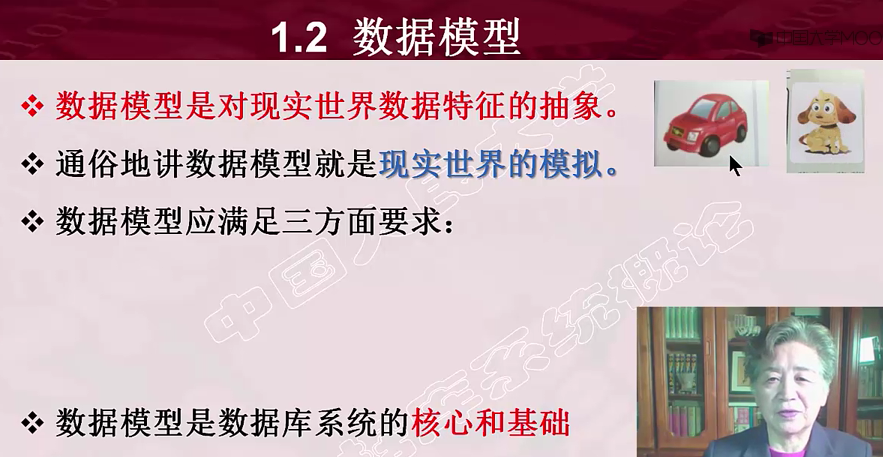 1.2 数据模型
中国大学MOO
❖ 数据模型是对现实世界数据特征的抽象。
❖ 通俗地讲数据模型就是现实世界的模拟。
❖ 数据模型应满足三方面要求：
❖ 数据模型是数据库系统的核心和基础
中国人民大学
系统概论